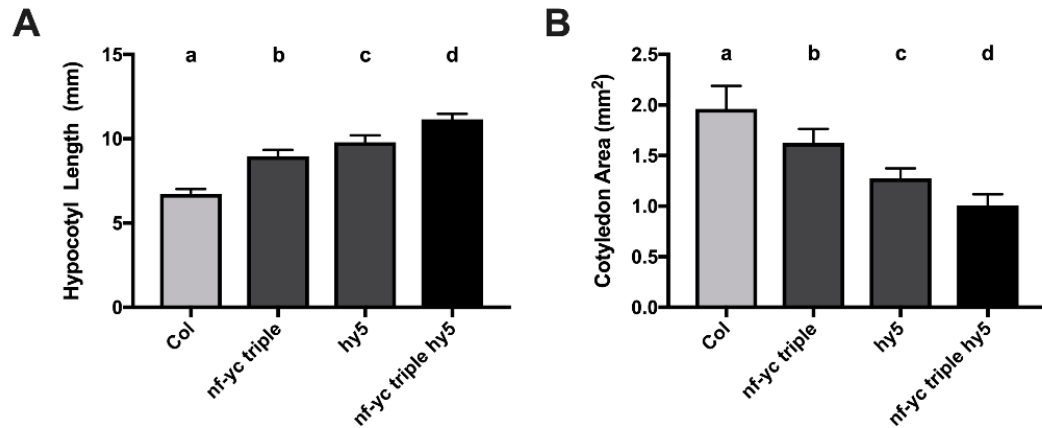 A
B
Hypocotyl Length (mm)
15
10
5
0
a
b
c
d
Col
nf-yc triple
hy5
nf-yc triple hy5
Cotyledon Area (mm²)
2.5
2.0
1.5
1.0
0.5
0.0
a
b
c
d
Col
nf-yc triple
hy5
nf-yc triple hy5